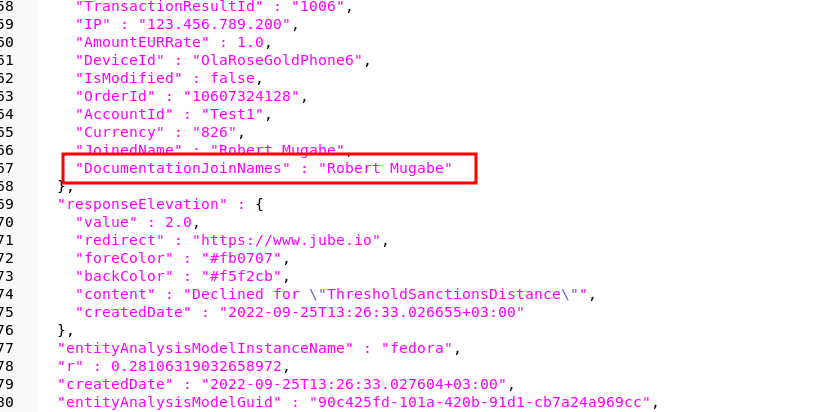 58 "TransactionResultId" : "1006",
59 "IP" : "123.456.789.200",
60 "AmountEURRate" : 1.0,
61 "DeviceId" : "OlaRoseGoldPhone6",
62 "IsModified" : false,
63 "OrderId" : "10607324128",
64 "AccountId" : "Test1",
65 "Currency" : "826",
66 "JoinedName" : "Robert Mugabe",
67 "DocumentationJoinNames" : "Robert Mugabe"
68 },
69 "responseElevation" : {
70 "value" : 2.0,
71 "redirect" : "https://www.jube.io",
72 "foreColor" : "#fb0707",
73 "backColor" : "#f5f2cb",
74 "content" : "Declined for \"ThresholdSanctionsDistance\"",
75 "createdDate" : "2022-09-25T13:26:33.026655+03:00"
76 },
77 "entityAnalysisModelInstanceName" : "fedora",
78 "r" : 0.28106319032658972,
79 "createdDate" : "2022-09-25T13:26:33.027604+03:00",
80 "entityAnalysisModelGuid" : "90c425fd-101a-420b-91d1-cb7a24a969cc",